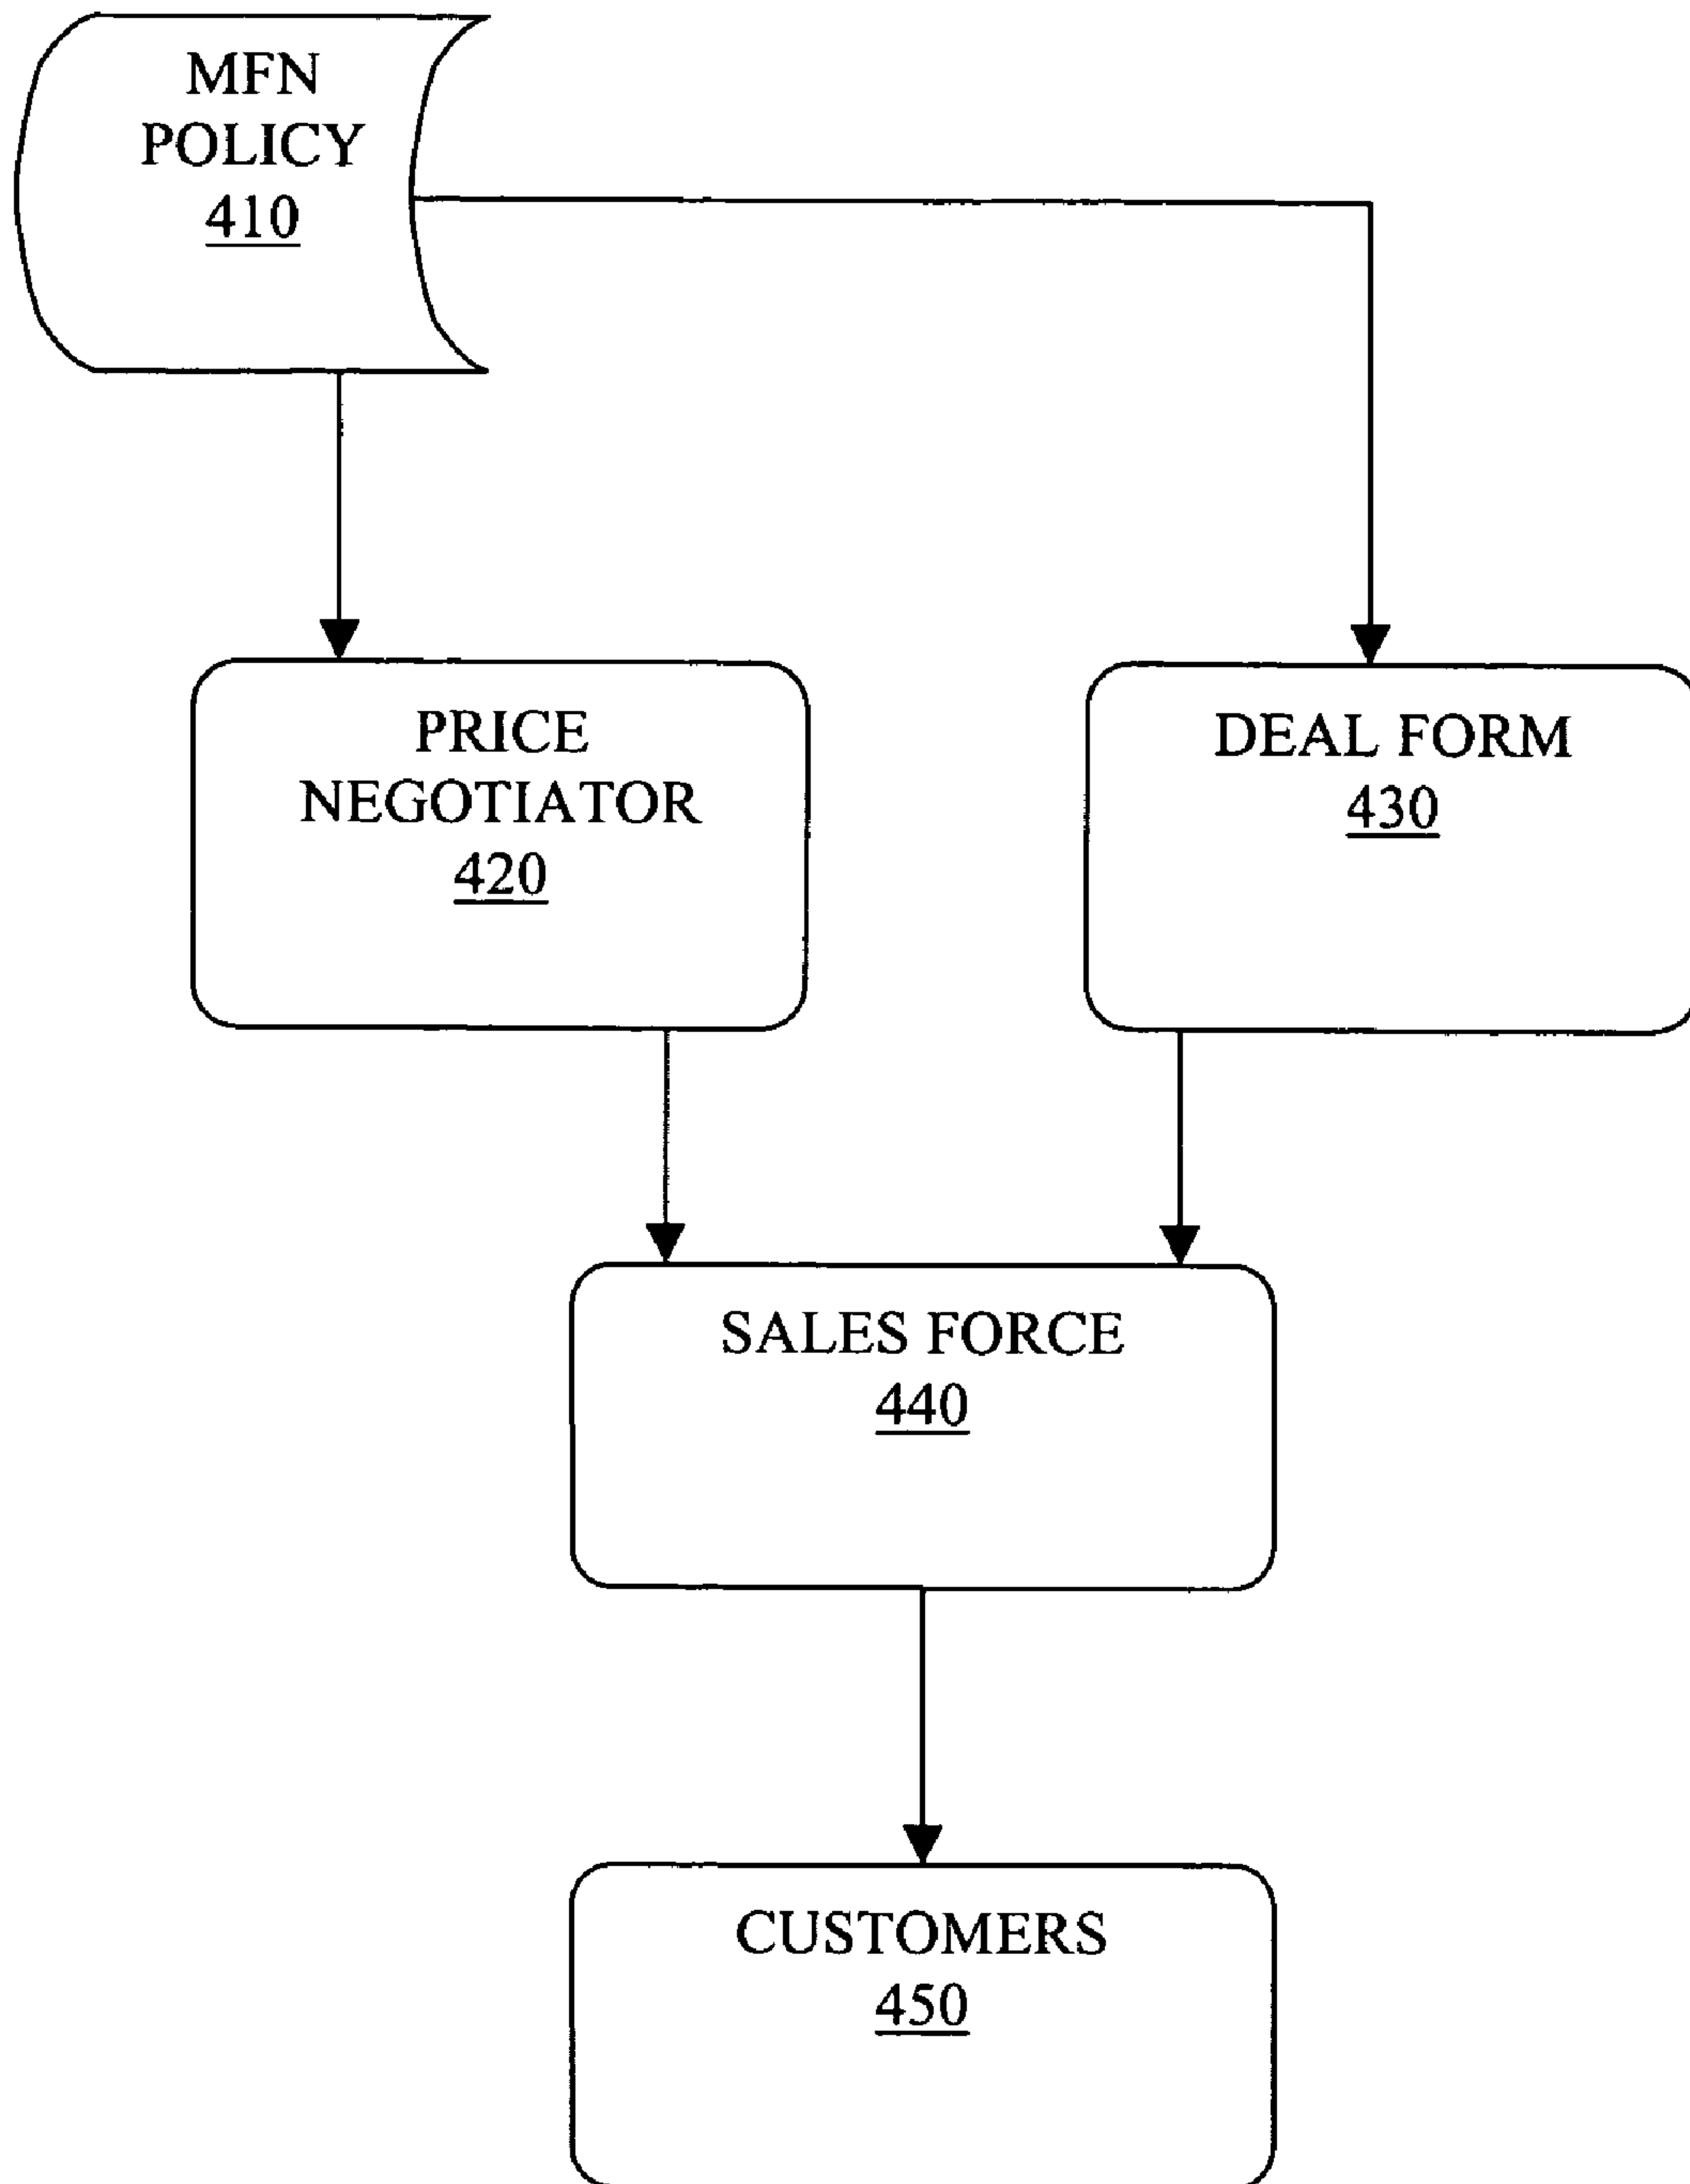 MFN
POLICY
410
PRICE
NEGOTIATOR
420
DEAL FORM
430
SALES FORCE
440
CUSTOMERS
450